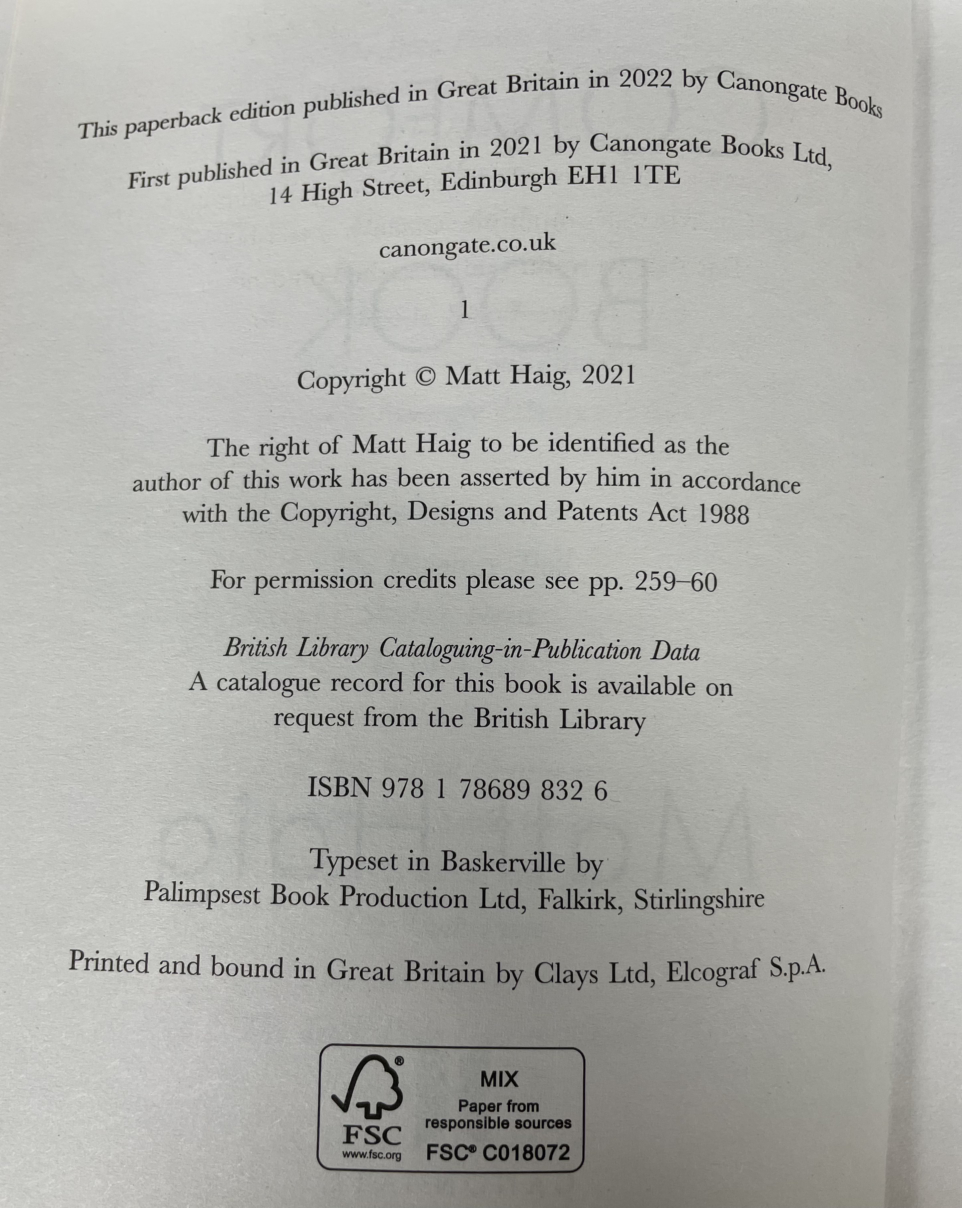 This paperback edition published in Great Britain in 2022 by Canongate Books
First published in Great Britain in 2021 by Canongate Books Ltd,
14 High Street, Edinburgh EH1 1TE
canongate.co.uk
1
Copyright © Matt Haig, 2021
The right of Matt Haig to be identified as the
author of this work has been asserted by him in accordance
with the Copyright, Designs and Patents Act 1988
For permission credits please see pp. 259–60
British Library Cataloguing-in-Publication Data
A catalogue record for this book is available on
request from the British Library
ISBN 978 1 78689 832 6
Typeset in Baskerville by
Palimpsest Book Production Ltd, Falkirk, Stirlingshire
Printed and bound in Great Britain by Clays Ltd, Elcograf S.p.A.
®
FSC
www.fsc.org
MIX
Paper from
responsible sources
FSC® C018072